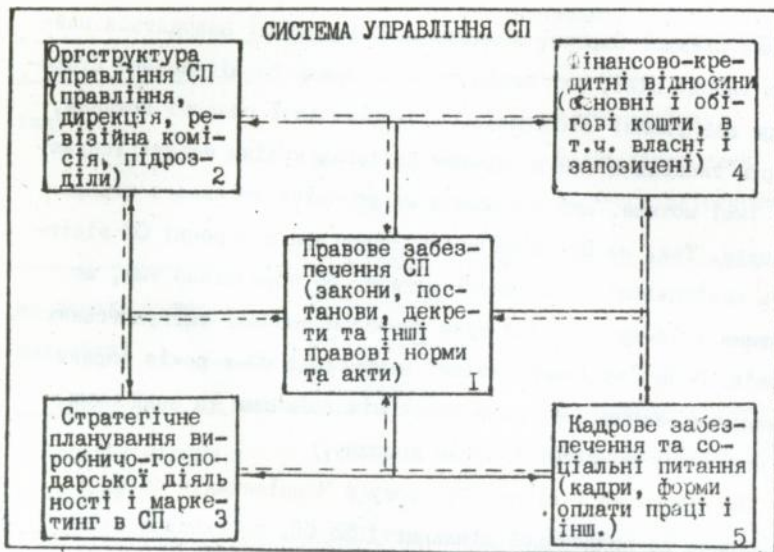 СИСТЕМА УПРАВЛІННЯ СП
Оргструктура
управління СП
(правління,
дирекція, ре-
візійна комі-
сія, підроз-
діли)
2
Фінансово-кре-
дитні відносини
(основні і обі-
гові кошти, в
т.ч. власні і
запозичені)
4
Правове забез-
печення СП
(закони, пос-
танови, декре-
ти та інші
правові норми
та акти)
I
Стратегічне
планування ви-
робничо-госпо-
дарської діяль
ності і марке-
тинг в СП
3
Кадрове забез-
печення та со-
ціальні питання
(кадри, форми
оплати праці і
інш.)
5